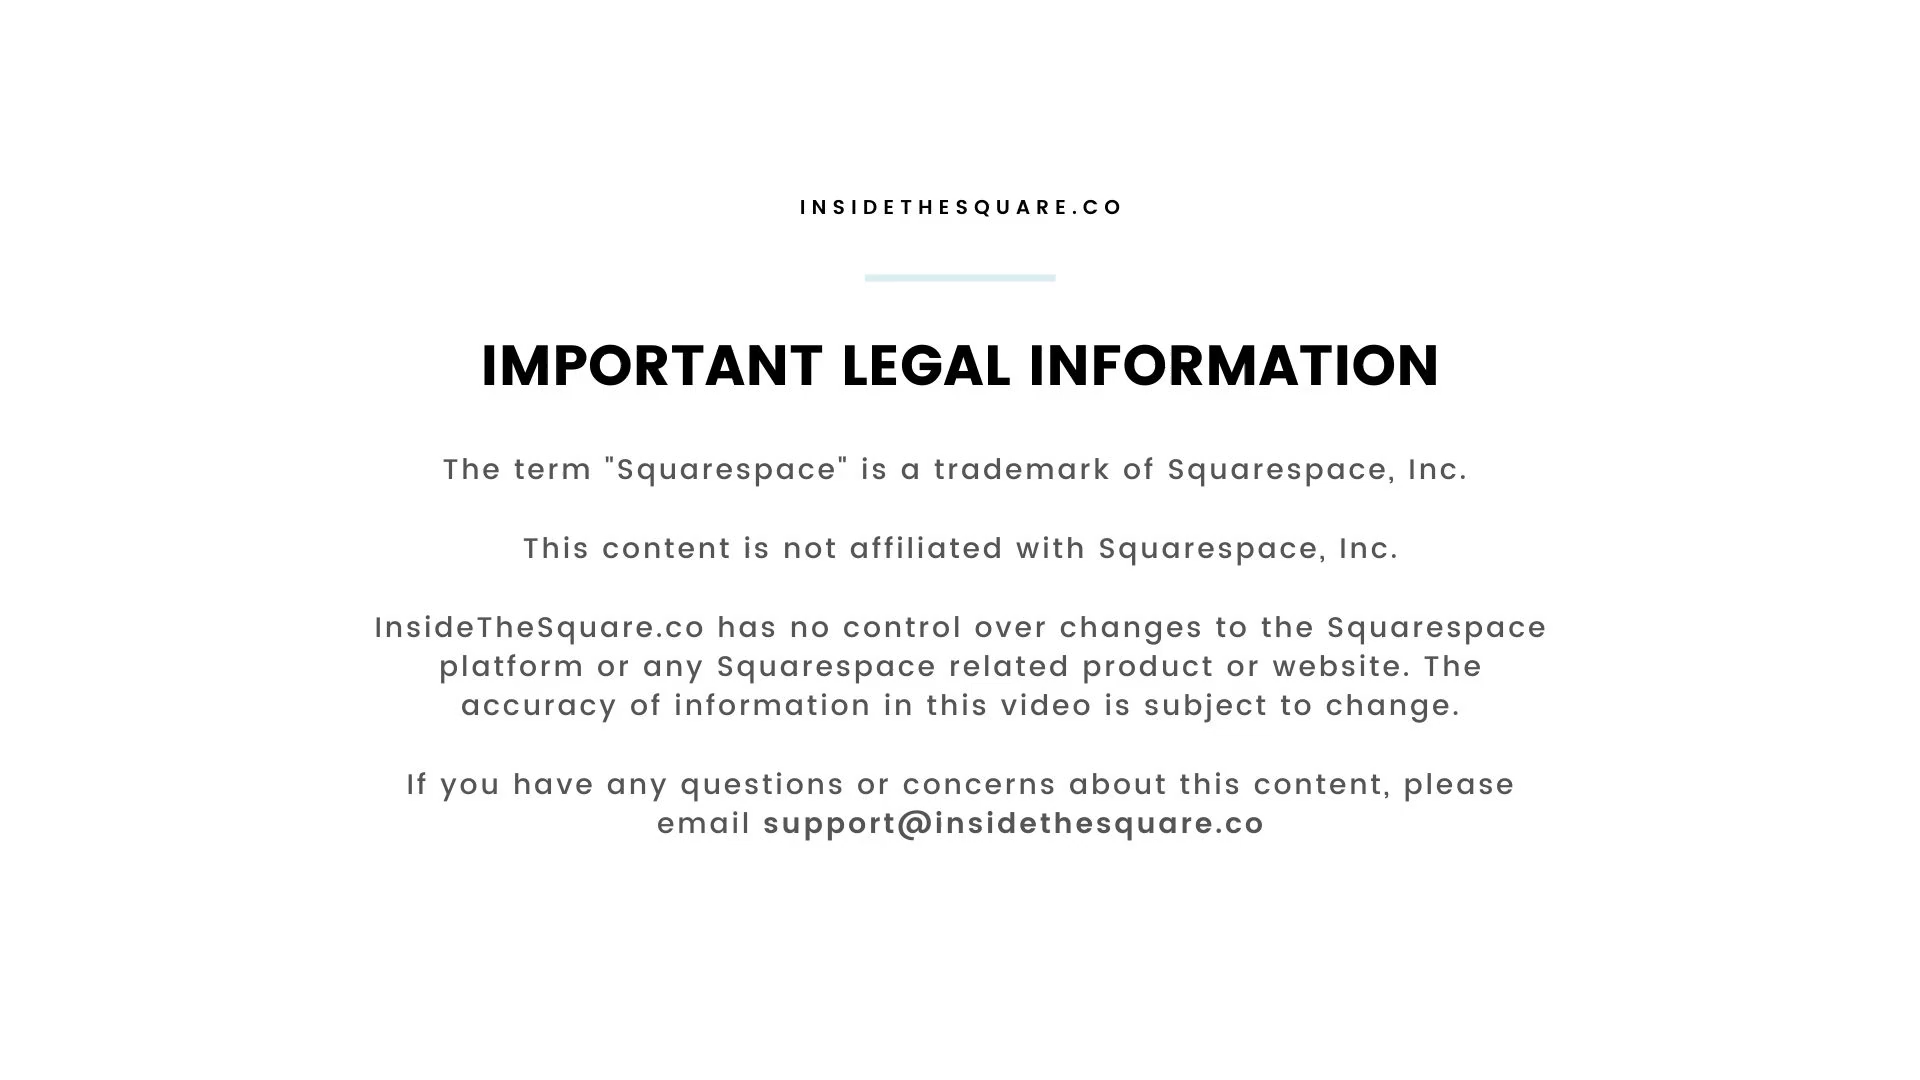 INSIDETHESQUARE.CO
IMPORTANT LEGAL INFORMATION
The term "Squarespace" is a trademark of Squarespace, Inc.
This content is not affiliated with Squarespace, Inc.
InsideTheSquare.co has no control over changes to the Squarespace
platform or any Squarespace related product or website. The
accuracy of information in this video is subject to change.
If you have any questions or concerns about this content, please
email support@insidethesquare.co